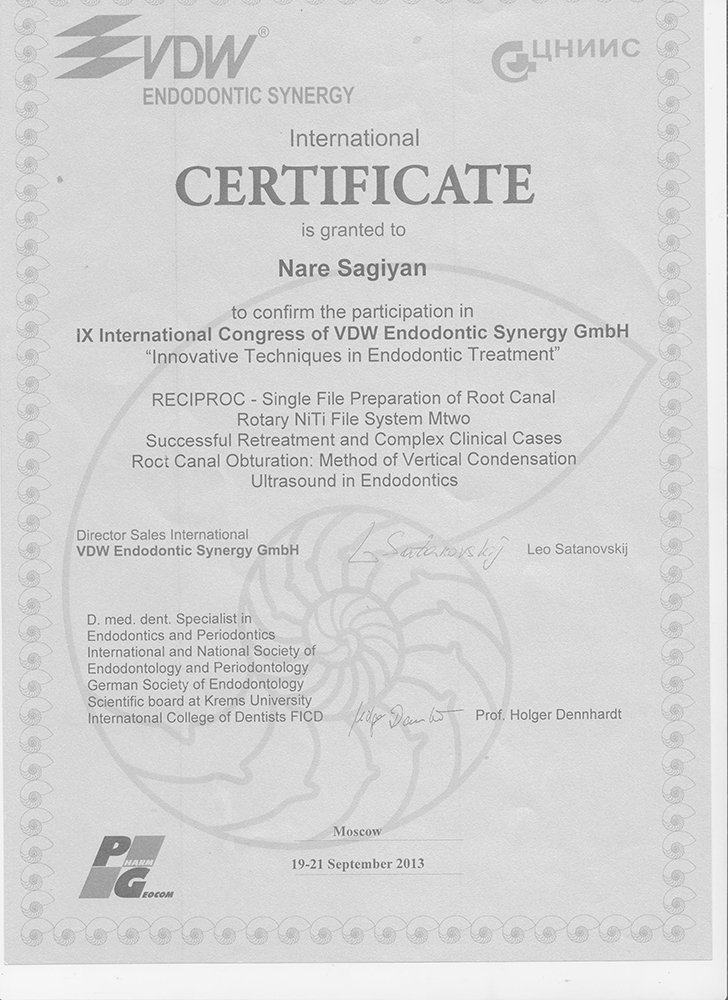 VDW®
ЦНИИС
ENDODONTIC SYNERGY
International
CERTIFICATE
is granted to
Nare Sagiyan
to confirm the participation in
IX International Congress of VDW Endodontic Synergy GmbH
“Innovative Techniques in Endodontic Treatment”
RECIPROC - Single File Preparation of Root Canal
Rotary NiTi File System Mtwo
Successful Retreatment and Complex Clinical Cases
Root Canal Obturation: Method of Vertical Condensation
Ultrasound in Endodontics
Director Sales International
VDW Endodontic Synergy GmbH
L Satanovskij
Leo Satanovskij
D. med. dent. Specialist in
Endodontics and Periodontics
International and National Society of
Endodontology and Periodontology
German Society of Endodontology
Scientific board at Krems University
Internatonal College of Dentists FICD
Prof. Holger Dennhardt
Moscow
19-21 September 2013
PHARM
GEOCOM